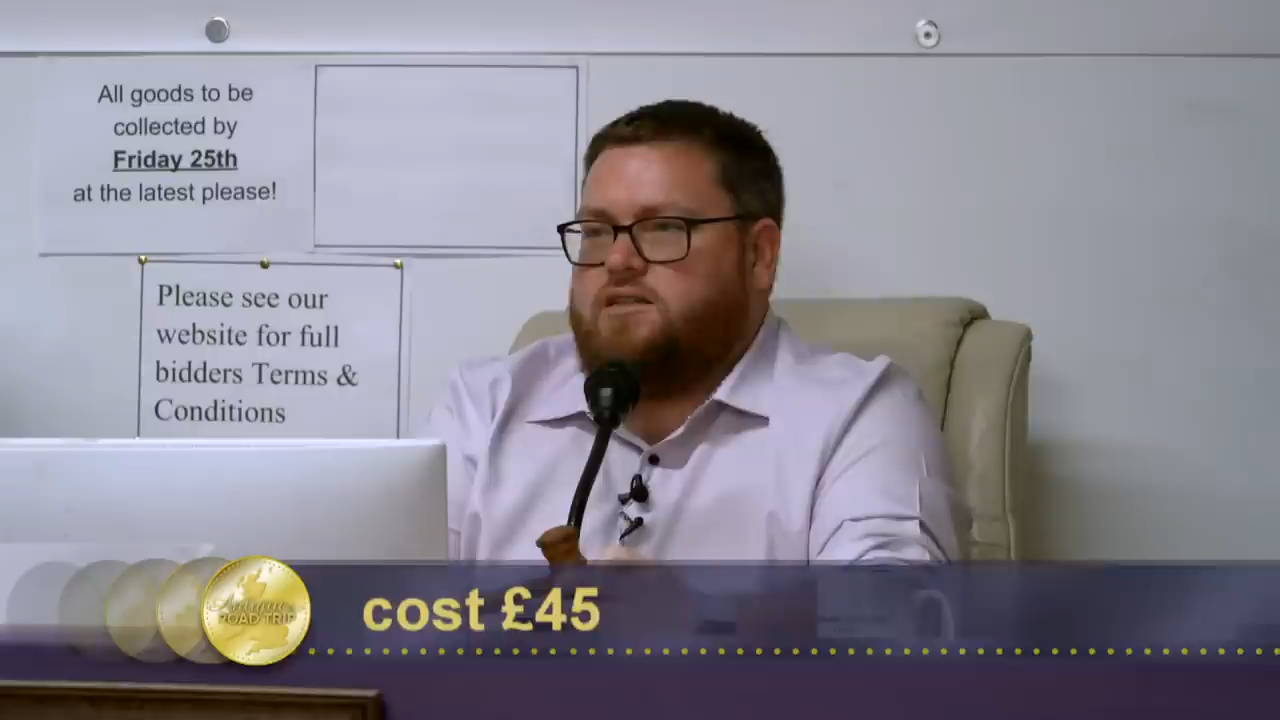 All goods to be
collected by
Friday 25th
at the latest please!
Please see our
website for full
bidders Terms &
Conditions
Antiques
ROAD TRIP
cost £45